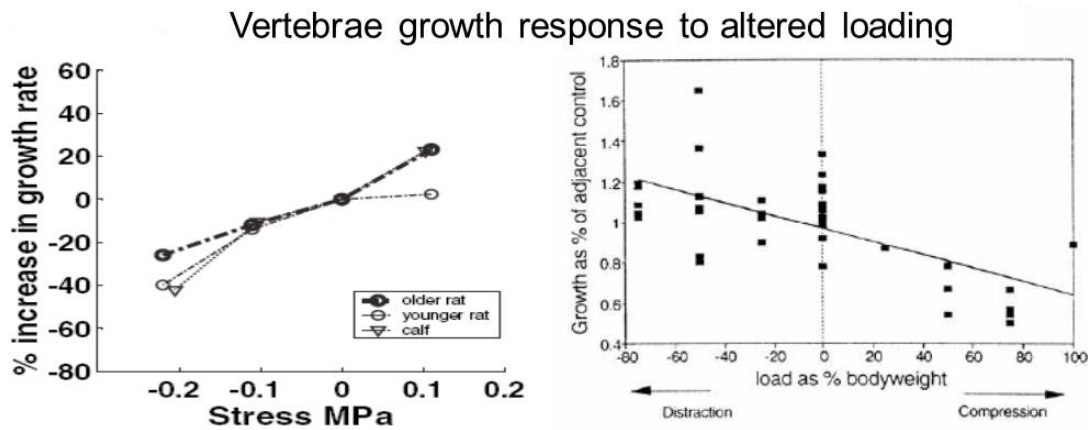 Vertebrae growth response to altered loading
% increase in growth rate
60
40
20
0
-20
-40
-60
-80
-0.2 -0.1 0 0.1 0.2
Stress MPa
older rat
younger rat
calf
Growth as % of adjacent control
1.8
1.6
1.4
1.2
1
0.8
0.6
0.4
-80 -60 -40 -20 0 20 40 60 80 100
load as % bodyweight
Distraction Compression